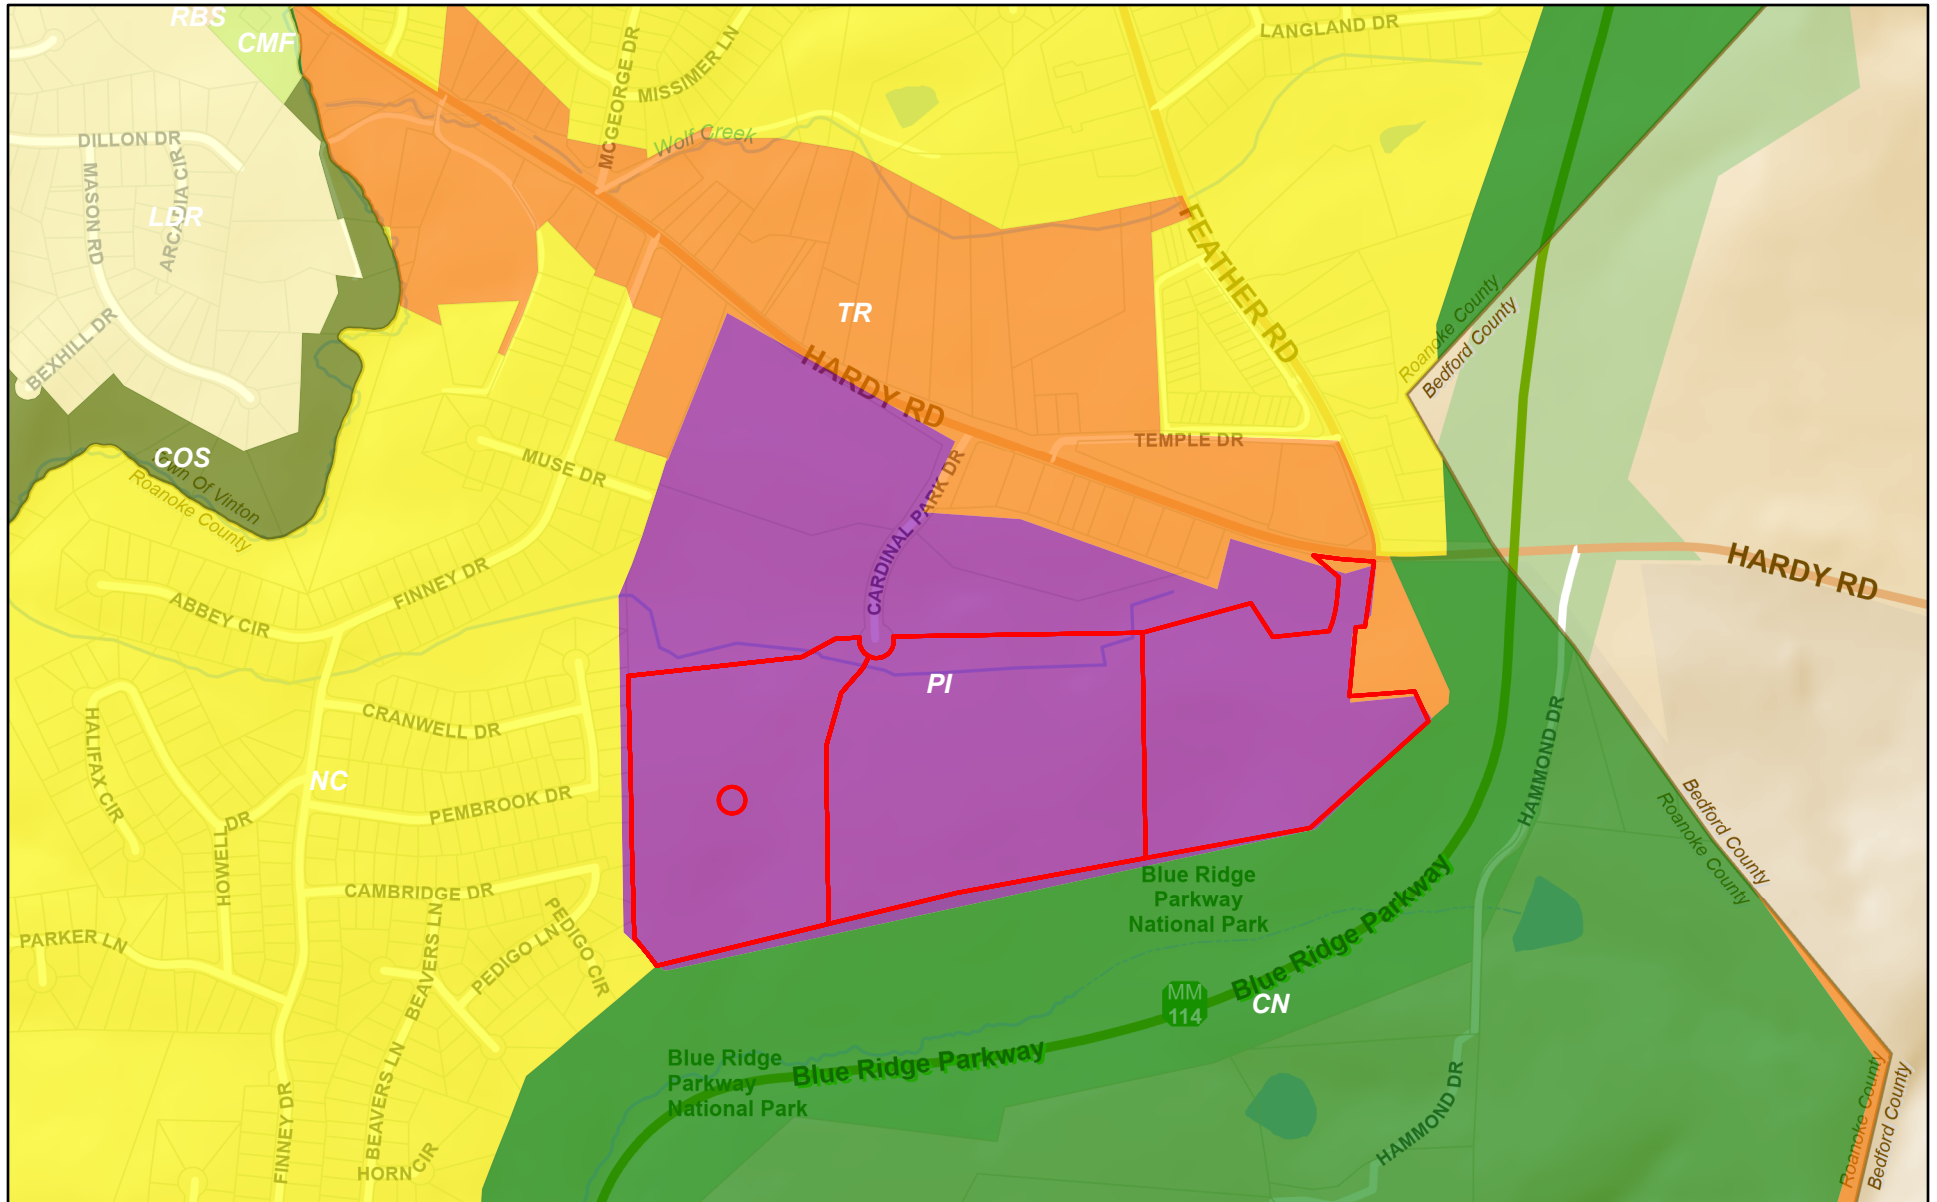 RBS
CMF
LANGLAND DR
MCGEORGE DR
MISSIMER LN
Wolf Creek
DILLON DR
MASON RD
ARCADIA CIR
LDR
FEATHER RD
TR
HARDY RD
BEXHILL DR
Roanoke County
Bedford County
TEMPLE DR
COS
Town Of Vinton
Roanoke County
MUSE DR
CARDINAL PARK DR
HARDY RD
FINNEY DR
ABBEY CIR
PI
CRANWELL DR
HALIFAX CIR
HAMMOND DR
NC
PEMBROOK DR
HOWELL DR
Bedford County
Roanoke County
CAMBRIDGE DR
Blue Ridge
Parkway
National Park
Blue Ridge Parkway
PARKER LN
BEAVERS LN
PEDIGO LN
PEDIGO CIR
MM
114
CN
Blue Ridge
Parkway
National Park
Blue Ridge Parkway
BEAVERS LN
FINNEY DR
HORN CIR
HAMMOND DR
Roanoke County
Bedford County